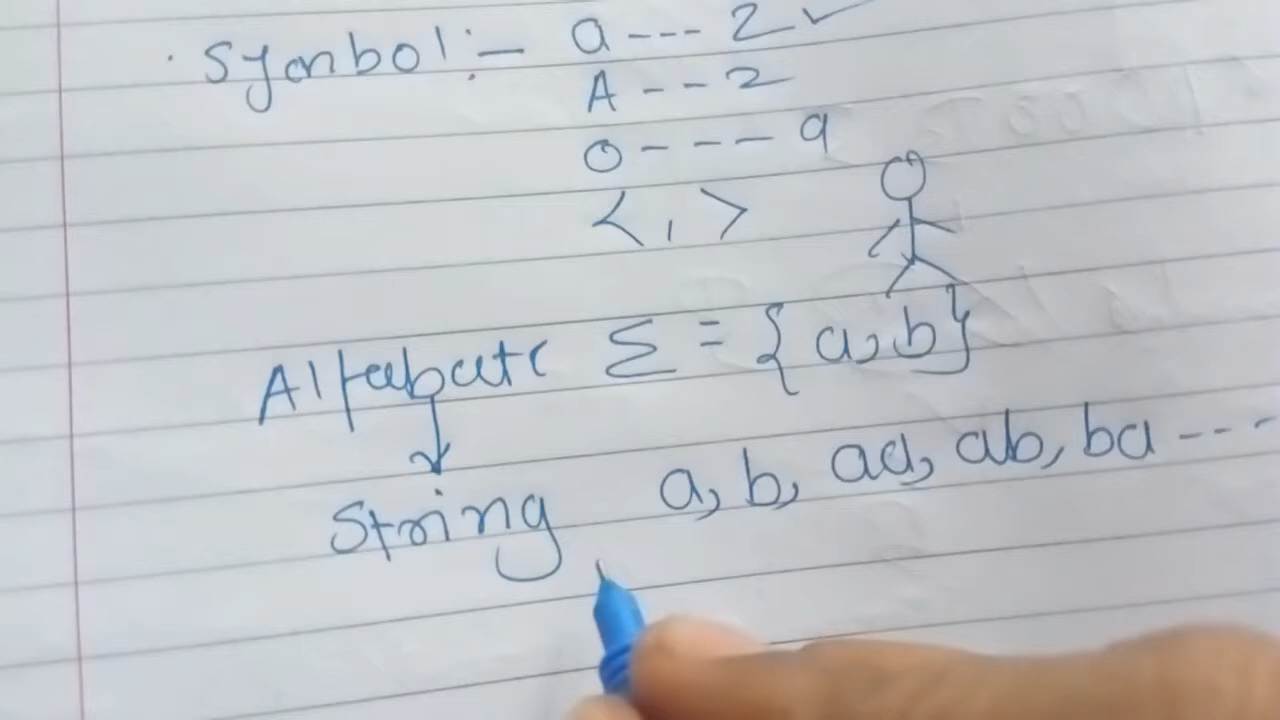 Symbol :- a --- z ✓
A -- z
0 ---- 9
< , >
Alfabate Σ = {a, b}
↓
String a, b, aa, ab, ba ---